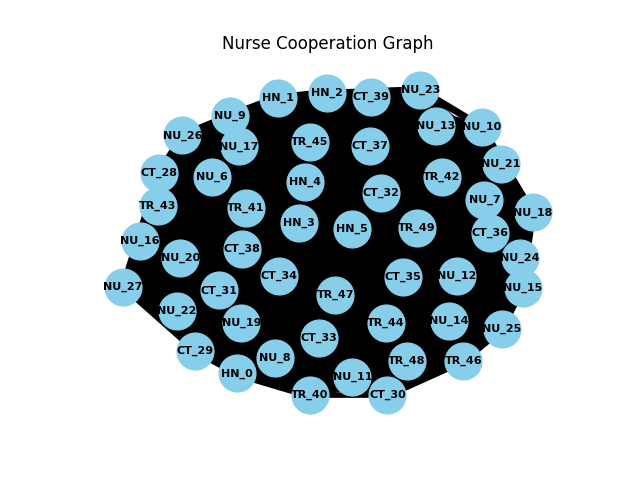 Nurse Cooperation Graph
NU_23
HN_2
HN_1
CT_39
NU_9
NU_13
NU_10
NU_26
TR_45
CT_37
NU_17
NU_21
CT_28
NU_6
HN_4
TR_42
CT_32
NU_7
TR_43
TR_41
NU_18
HN_3
HN_5
TR_49
CT_36
NU_16
CT_38
NU_20
NU_24
CT_34
CT_35
NU_12
NU_27
CT_31
TR_47
NU_15
NU_22
NU_19
TR_44
NU_14
NU_25
CT_33
CT_29
NU_8
TR_48
TR_46
HN_0
NU_11
TR_40
CT_30